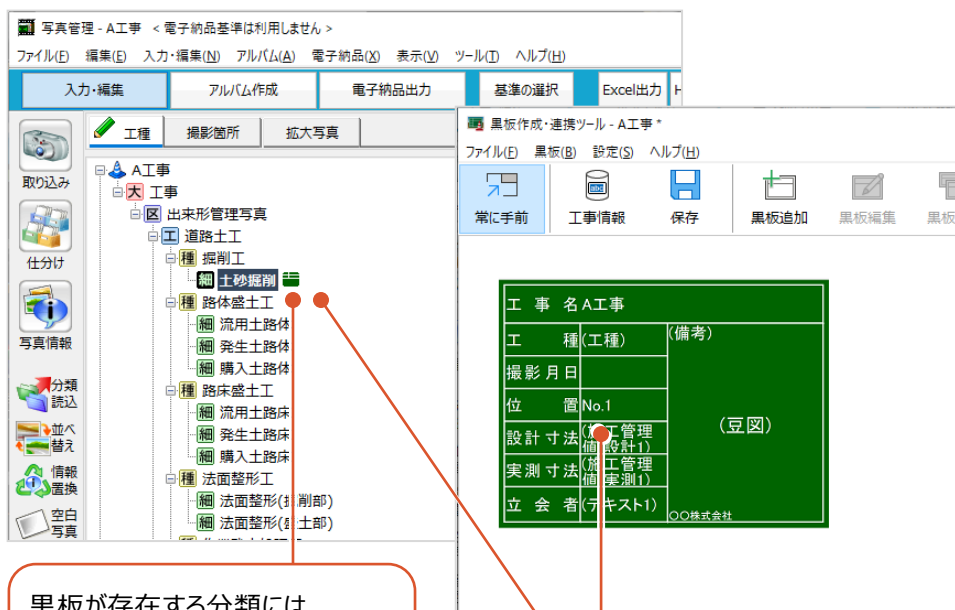 写真管理 - A工事 <電子納品基準は利用しません>
ファイル(F) 編集(E) 入力・編集(N) アルバム(A) 電子納品(X) 表示(V) ツール(T) ヘルプ(H)
入力・編集 アルバム作成 電子納品出力 基準の選択 Excel出力
工種 撮影箇所 拡大写真
取り込み
仕分け
写真情報
分類読込
並べ替え
情報置換
空白写真
A工事
大 工事
区 出来形管理写真
工 道路土工
種 掘削工
細 土砂掘削
種 路体盛土工
細 流用土路体
細 発生土路体
細 購入土路体
種 路床盛土工
細 流用土路床
細 発生土路床
細 購入土路床
種 法面整形工
細 法面整形(掘削部)
細 法面整形(盛土部)
黒板作成・連携ツール - A工事 *
ファイル(F) 黒板(B) 設定(S) ヘルプ(H)
常に手前 工事情報 保存 黒板追加 黒板編集 黒板
工事名 A工事
工種 (工種)
(備考)
撮影月日
位置 No.1
(豆図)
設計寸法
実測寸法 (施工管理値実測1)
立会者 (テキスト1)
〇〇株式会社
黒板が存在する分類には